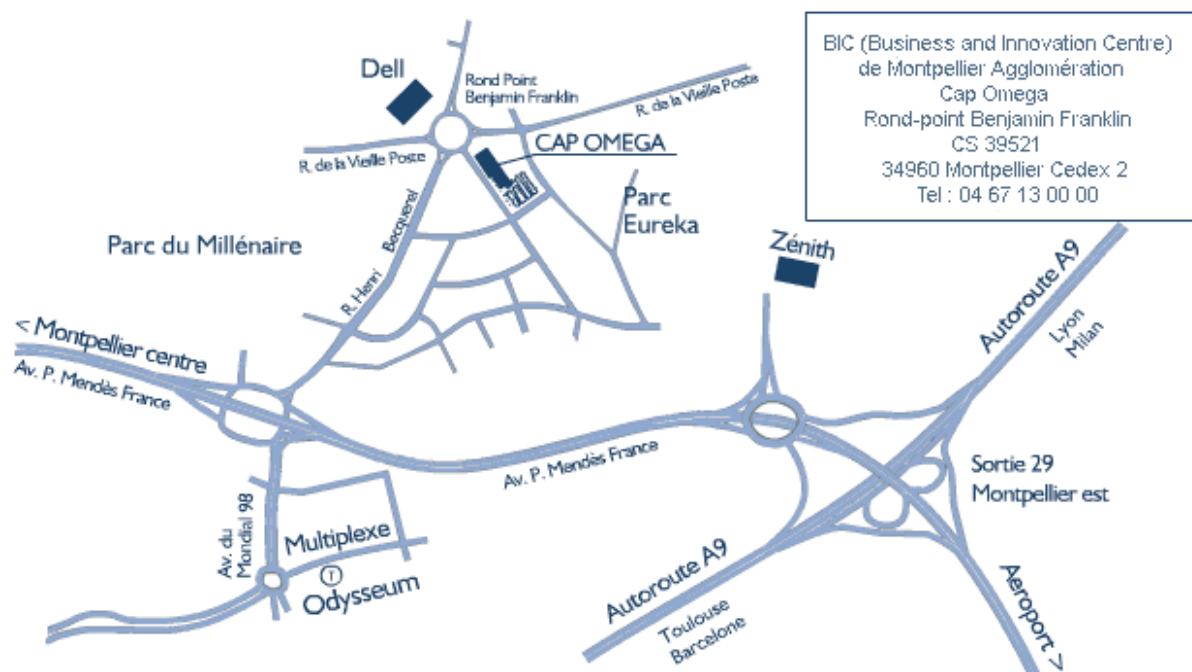 BIC (Business and Innovation Centre)
de Montpellier Agglomération
Cap Omega
Rond-point Benjamin Franklin
CS 39521
34960 Montpellier Cedex 2
Tel : 04 67 13 00 00
Dell
Rond Point
Benjamin Franklin
R. de la Vieille Poste
R. de la Vieille Poste
CAP OMEGA
Parc
Eureka
Parc du Millénaire
R. Henri Becquerel
Zénith
Autoroute A9
Lyon
Milan
< Montpellier centre
Av. P. Mendès France
Av. P. Mendès France
Sortie 29
Montpellier est
Av. du
Mondial 98
Multiplexe
T
Odysseum
Autoroute A9
Toulouse
Barcelone
Aeroport >